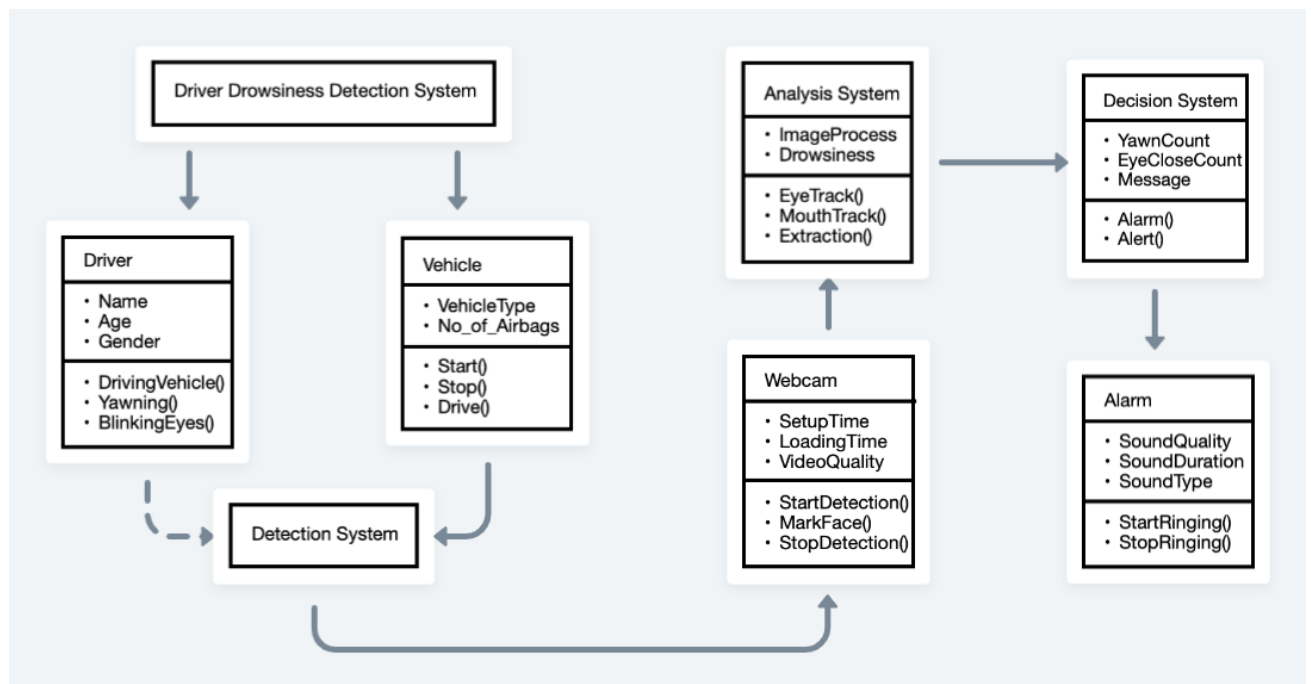 Driver Drowsiness Detection System
Driver
• Name
• Age
• Gender
• DrivingVehicle()
• Yawning()
• BlinkingEyes()
Vehicle
• VehicleType
• No_of_Airbags
• Start()
• Stop()
• Drive()
Detection System
Webcam
• SetupTime
• LoadingTime
• VideoQuality
• StartDetection()
• MarkFace()
• StopDetection()
Analysis System
• ImageProcess
• Drowsiness
• EyeTrack()
• MouthTrack()
• Extraction()
Decision System
• YawnCount
• EyeCloseCount
• Message
• Alarm()
• Alert()
Alarm
• SoundQuality
• SoundDuration
• SoundType
• StartRinging()
• StopRinging()